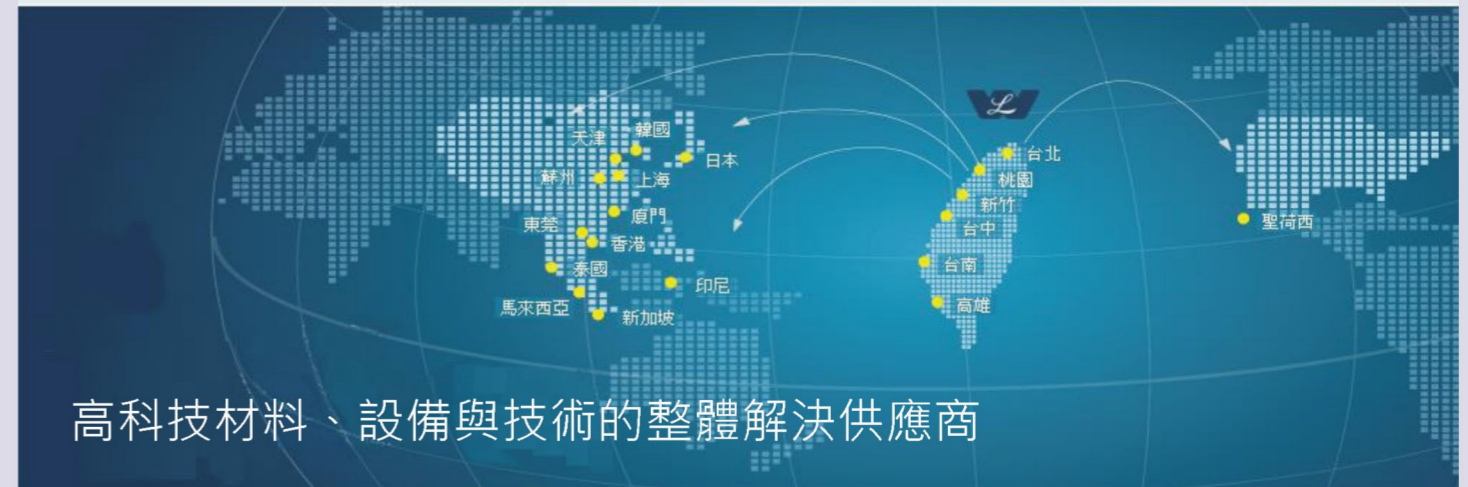 L
天津
韓國
日本
蘇州
上海
廈門
東莞
香港
泰國
印尼
馬來西亞
新加坡
台北
桃園
新竹
台中
台南
高雄
聖荷西
高科技材料、設備與技術的整體解決供應商